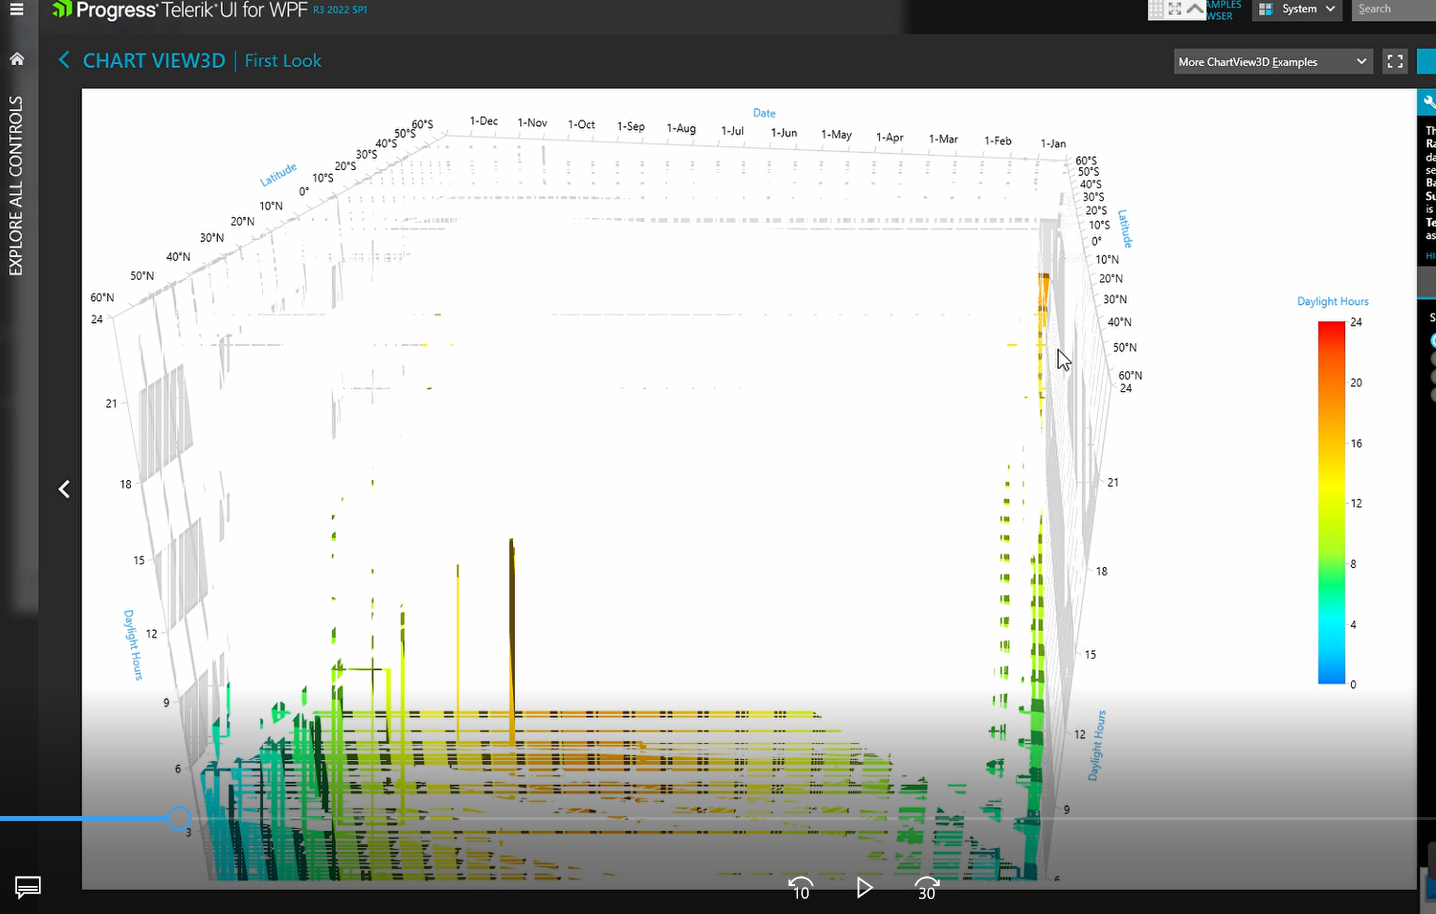 Progress Telerik UI for WPF R3 2022 SP1
System
Search
CHART VIEW3D | First Look
More ChartView3D Examples
EXPLORE ALL CONTROLS
Date
1-Dec 1-Nov 1-Oct 1-Sep 1-Aug 1-Jul 1-Jun 1-May 1-Apr 1-Mar 1-Feb 1-Jan
Latitude
60°S
50°S
40°S
30°S
20°S
10°S
0°
10°N
20°N
30°N
40°N
50°N
60°N
24
21
18
15
12
9
6
3
Daylight Hours
60°S
50°S
40°S
30°S
20°S
10°S
0°
10°N
20°N
30°N
40°N
50°N
60°N
Latitude
24
21
18
15
12
9
6
Daylight Hours
Daylight Hours
24
20
16
12
8
4
0
10
30